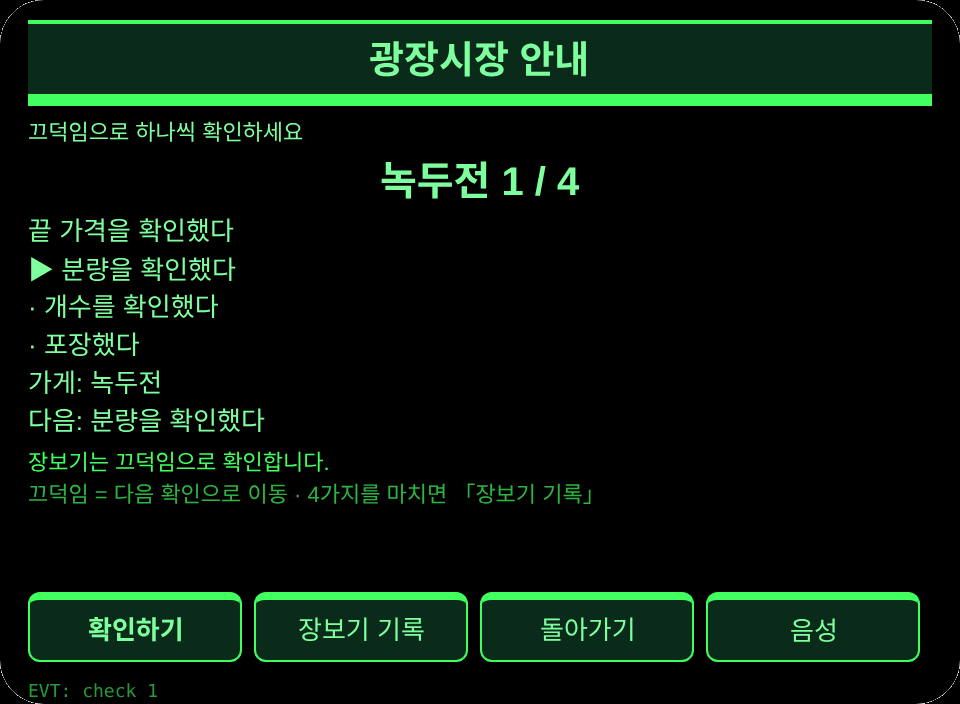 광장시장 안내
끄덕임으로 하나씩 확인하세요
녹두전 1 / 4
끝 가격을 확인했다
▶ 분량을 확인했다
· 개수를 확인했다
· 포장했다
가게: 녹두전
다음: 분량을 확인했다
장보기는 끄덕임으로 확인합니다.
끄덕임 = 다음 확인으로 이동 · 4가지를 마치면 「장보기 기록」
확인하기
장보기 기록
돌아가기
음성
EVT: check 1